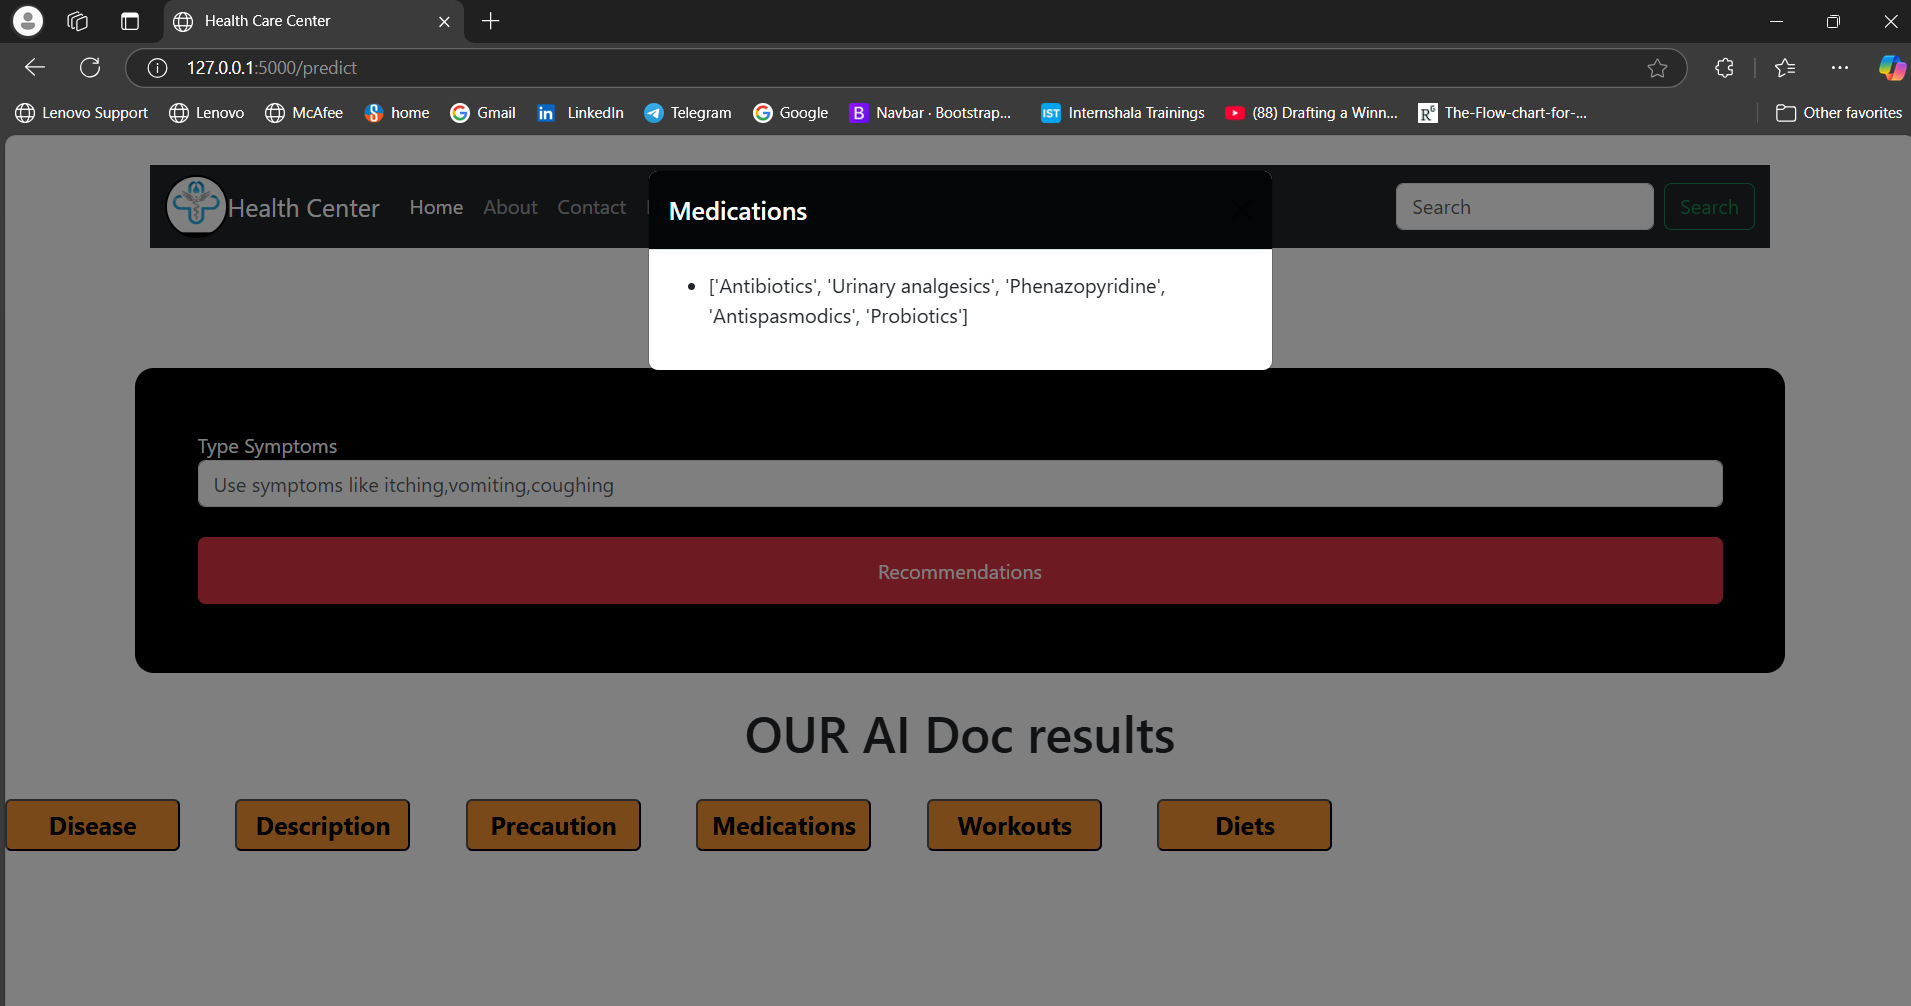 Health Care Center
127.0.0.1:5000/predict
Lenovo Support Lenovo McAfee home Gmail LinkedIn Telegram Google Navbar · Bootstrap... Internshala Trainings (88) Drafting a Winn... The-Flow-chart-for-... Other favorites
Health Center Home About Contact Search Search
Medications
• ['Antibiotics', 'Urinary analgesics', 'Phenazopyridine',
'Antispasmodics', 'Probiotics']
Type Symptoms
Use symptoms like itching,vomiting,coughing
Recommendations
OUR AI Doc results
Disease Description Precaution Medications Workouts Diets